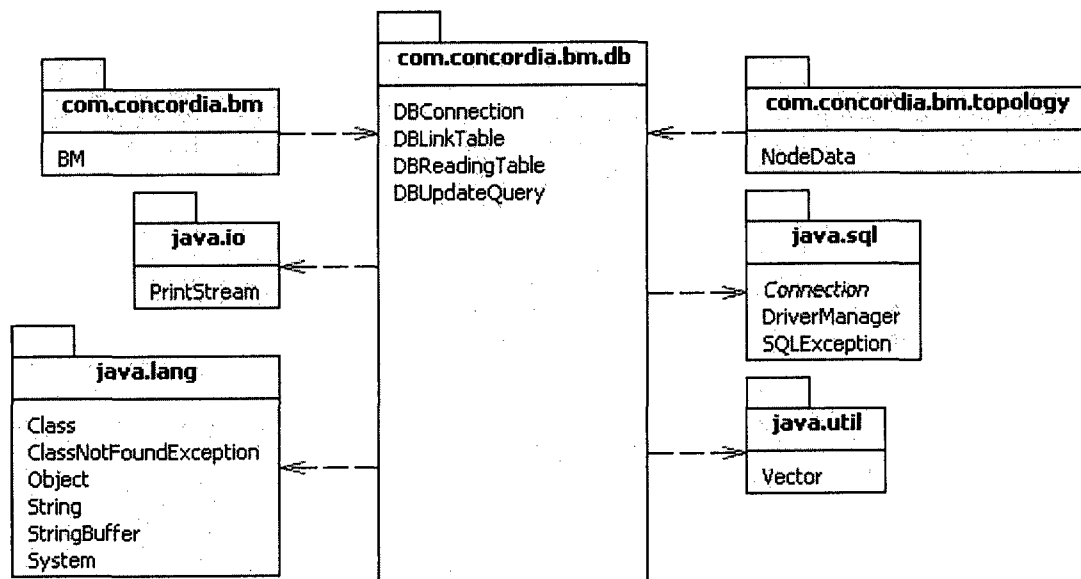 com.concordia.bm
BM
java.io
PrintStream
java.lang
Class
ClassNotFoundException
Object
String
StringBuffer
System
com.concordia.bm.db
DBConnection
DBLinkTable
DBReadingTable
DBUpdateQuery
com.concordia.bm.topology
NodeData
java.sql
Connection
DriverManager
SQLException
java.util
Vector